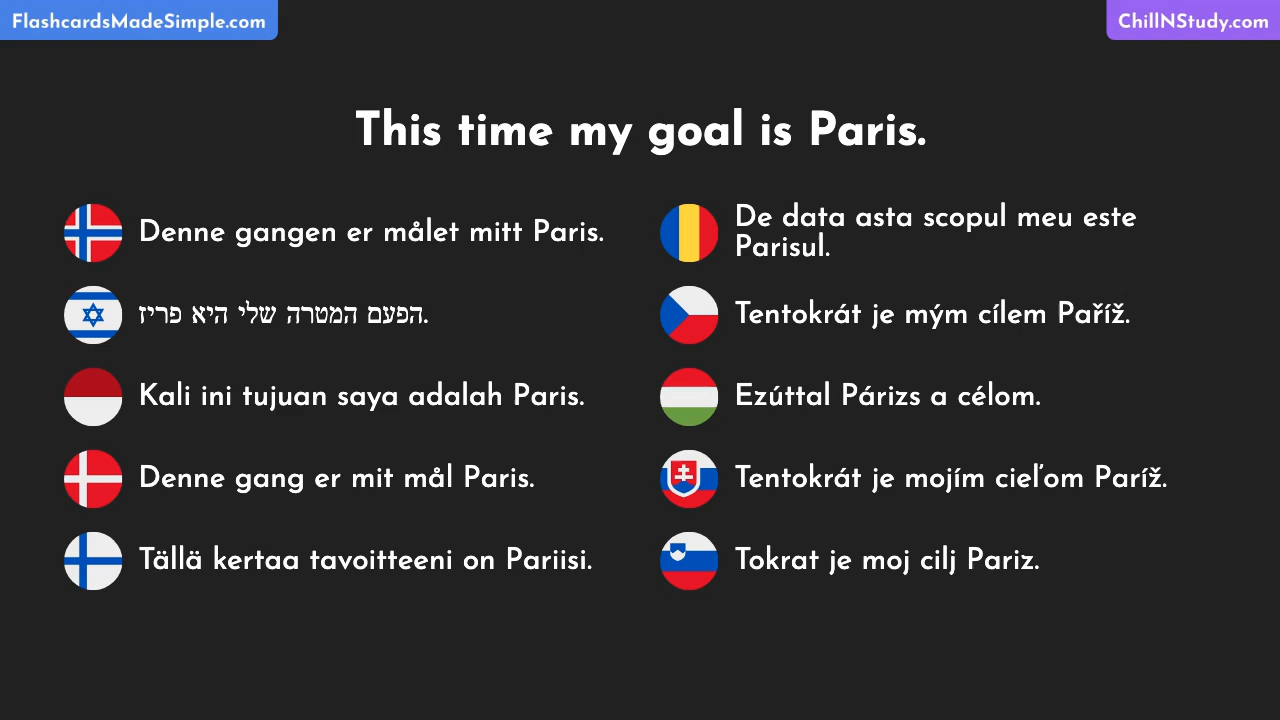 FlashcardsMadeSimple.com
ChillNStudy.com
This time my goal is Paris.
Denne gangen er målet mitt Paris.
הפעם המטרה שלי היא פריז.
Kali ini tujuan saya adalah Paris.
Denne gang er mit mål Paris.
Tällä kertaa tavoitteeni on Pariisi.
De data asta scopul meu este
Parisul.
Tentokrát je mým cílem Paříž.
Ezúttal Párizs a célom.
Tentokrát je mojím cieľom Paríž.
Tokrat je moj cilj Pariz.